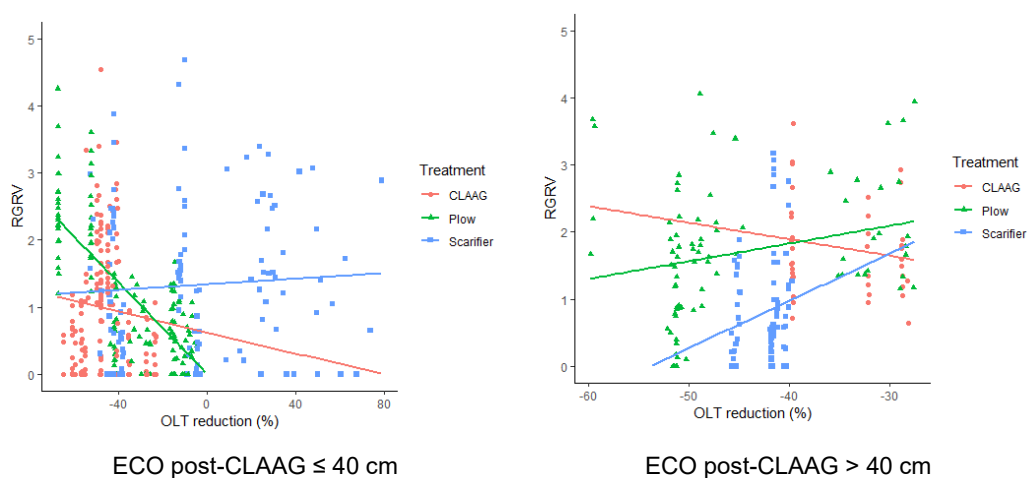 RGRV
5
4
3
2
1
0
-40
0
40
80
OLT reduction (%)
Treatment
CLAAG
Plow
Scarifier
ECO post-CLAAG ≤ 40 cm
RGRV
5
4
3
2
1
0
-60
-50
-40
-30
OLT reduction (%)
Treatment
CLAAG
Plow
Scarifier
ECO post-CLAAG > 40 cm